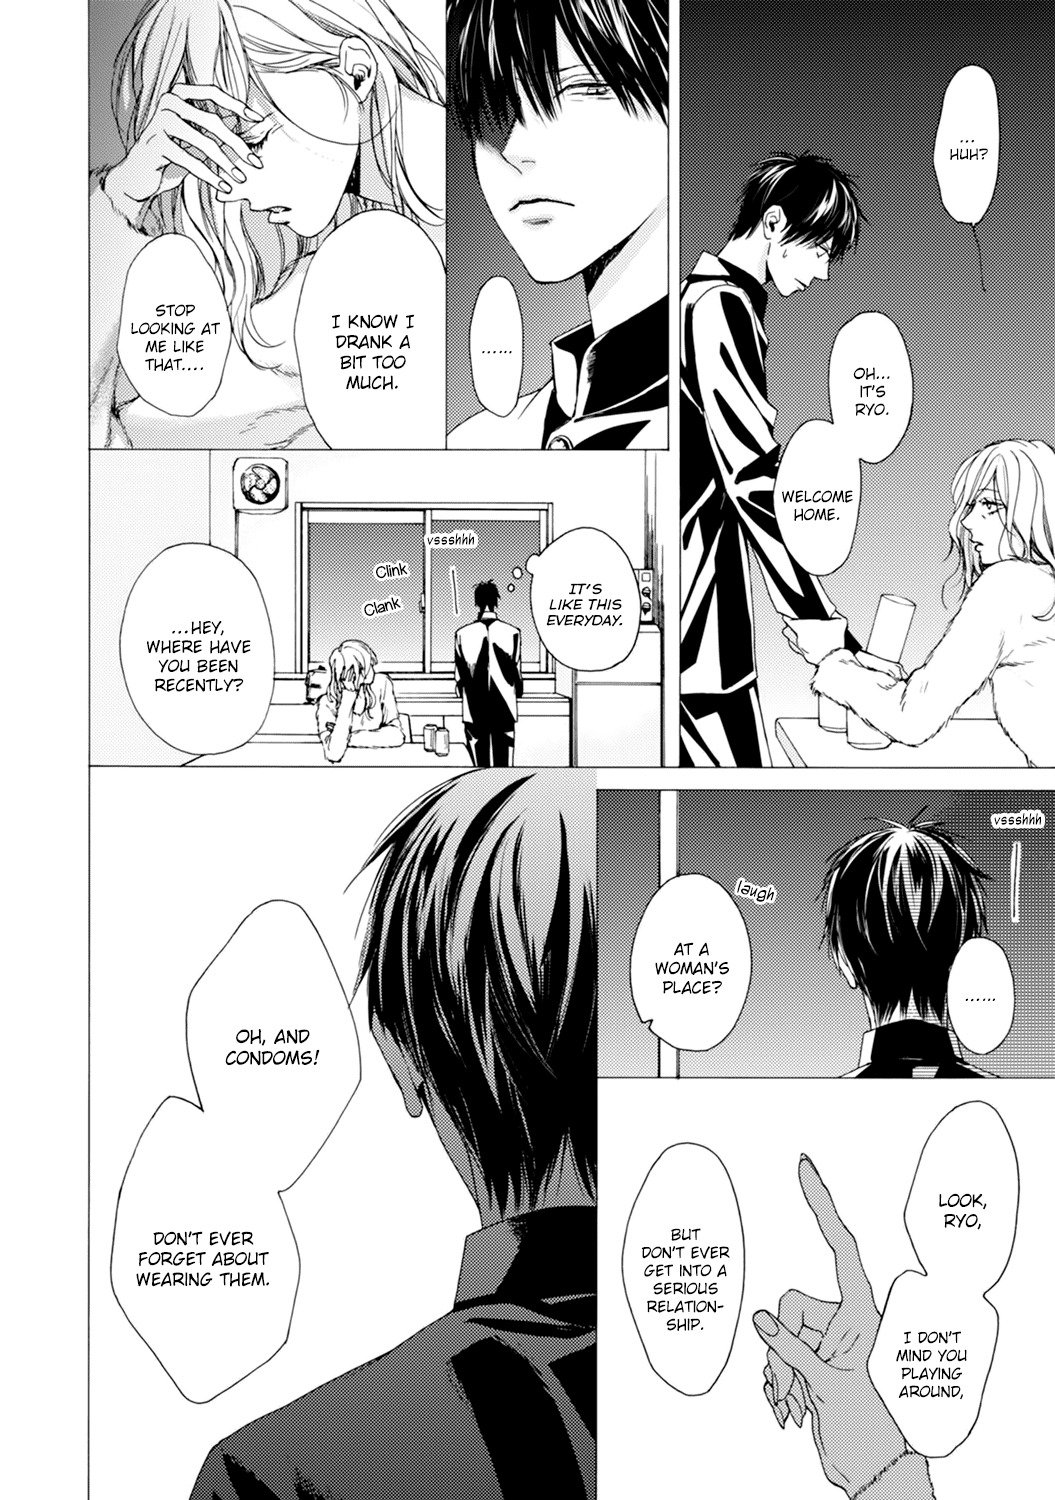 ...
HUH?
OH...
IT'S
RYO.
WELCOME
HOME.
......
I KNOW I
DRANK A
BIT TOO
MUCH.
STOP
LOOKING AT
ME LIKE
THAT....
IT'S
LIKE THIS
EVERYDAY.
vssshhh
Clink
Clank
...HEY,
WHERE HAVE
YOU BEEN
RECENTLY?
vssshhh
......
laugh
AT A
WOMAN'S
PLACE?
LOOK,
RYO,
I DON'T
MIND YOU
PLAYING
AROUND,
BUT
DON'T EVER
GET INTO A
SERIOUS
RELATION-
SHIP.
OH, AND
CONDOMS!
DON'T EVER
FORGET ABOUT
WEARING THEM.